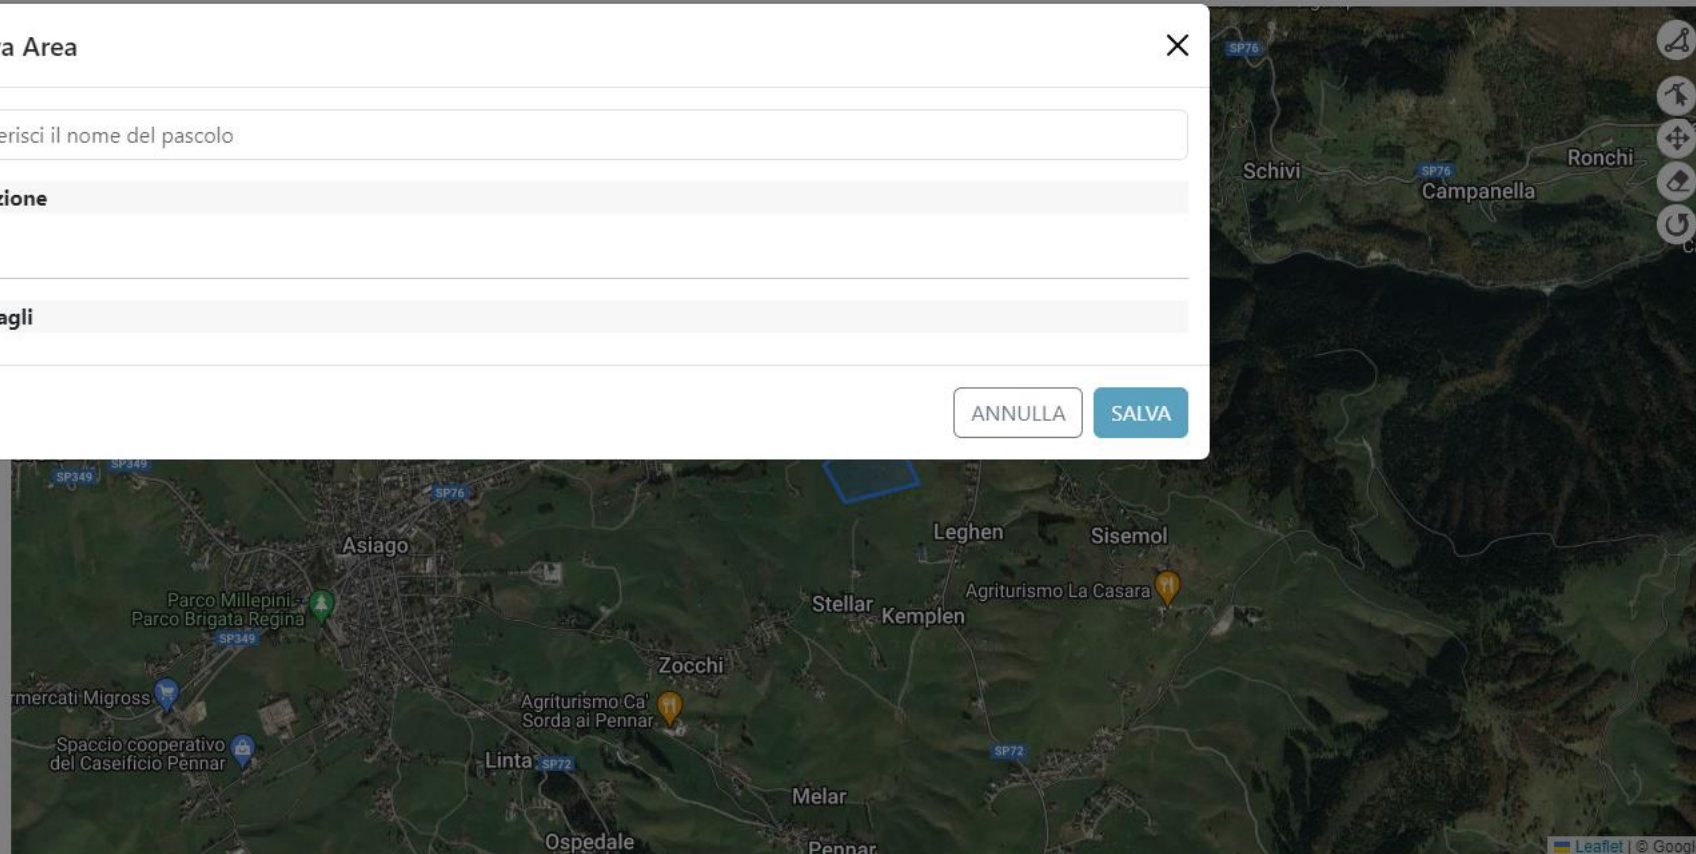 a Area
erisci il nome del pascolo
zione
agli
ANNULLA
SALVA
SP76
Schivi
SP76
Campanella
Ronchi
SP349
SP349
SP76
Asiago
Leghen
Sisemol
Parco Millepini -
Parco Brigata Regina
SP349
Stellar
Kemplen
Agriturismo La Casara
Zocchi
rmercati Migross
Agriturismo Ca'
Sorda ai Pennar
Spaccio cooperativo
del Caseificio Pennar
Linta
SP72
SP72
Melar
Ospedale
Pennar
Leaflet | © Googl